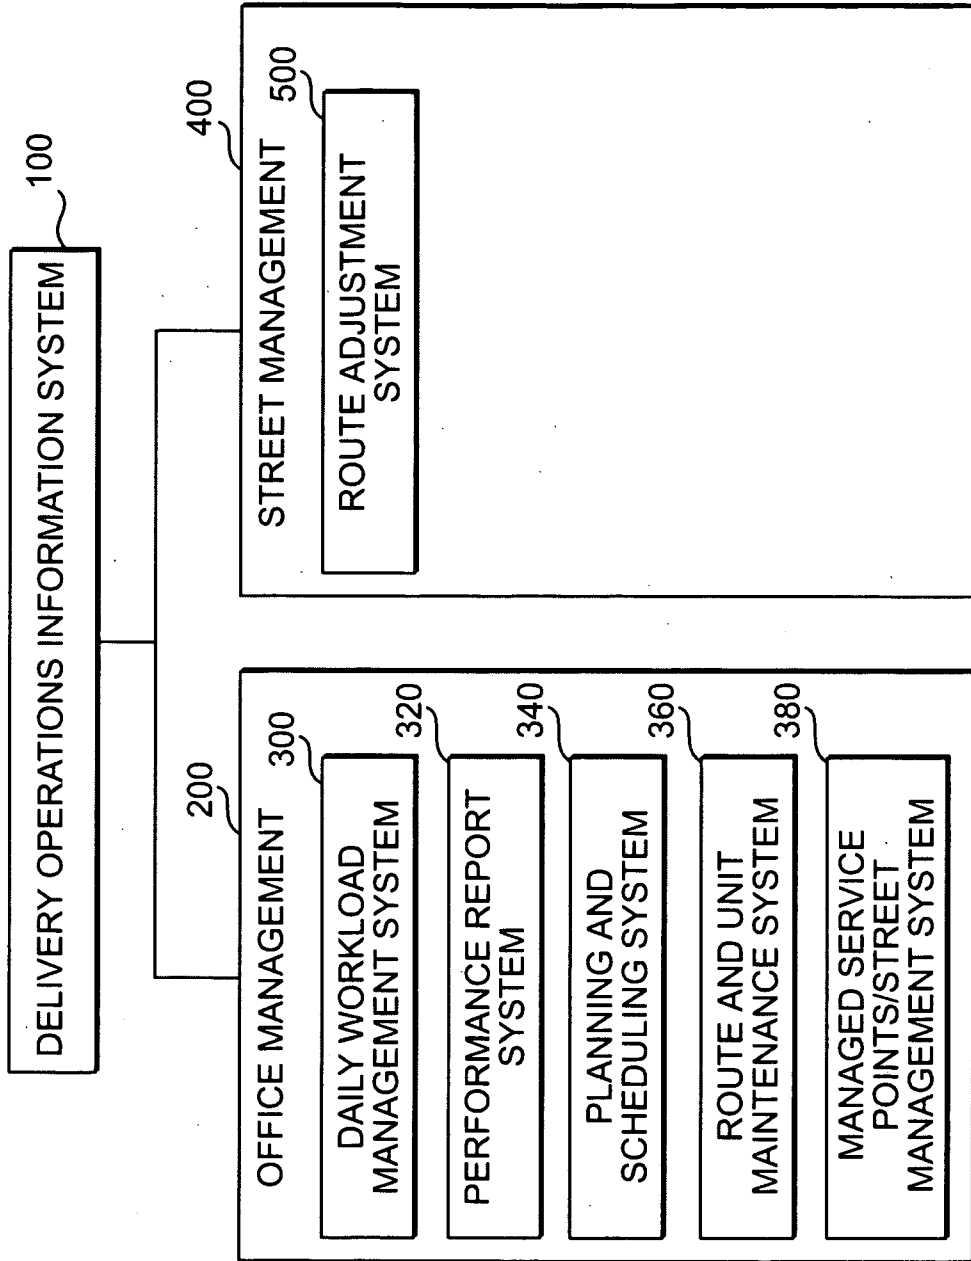 DELIVERY OPERATIONS INFORMATION SYSTEM
100
200
OFFICE MANAGEMENT
300
DAILY WORKLOAD
MANAGEMENT SYSTEM
320
PERFORMANCE REPORT
SYSTEM
340
PLANNING AND
SCHEDULING SYSTEM
360
ROUTE AND UNIT
MAINTENANCE SYSTEM
380
MANAGED SERVICE
POINTS/STREET
MANAGEMENT SYSTEM
400
STREET MANAGEMENT
500
ROUTE ADJUSTMENT
SYSTEM